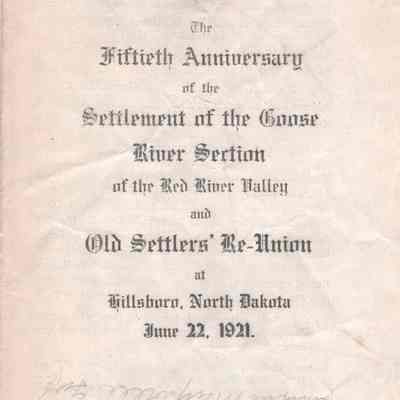 The
Fiftieth Anniversary
of the
Settlement of the Goose
River Section
of the Red River Valley
and
Old Settlers' Re-Union
at
Hillsboro, North Dakota
June 22, 1921.